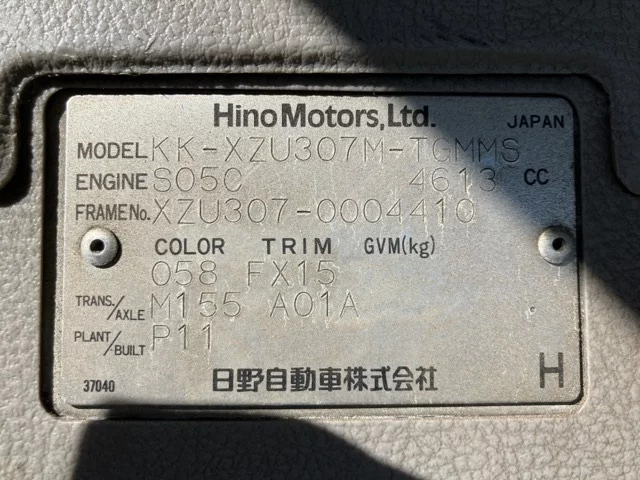 Hino Motors, Ltd. JAPAN
MODEL KK-XZU307M-TGMMS
ENGINE S05C 4613 CC
FRAME No. XZU307-0004410
COLOR TRIM GVM(kg)
058 FX15
TRANS./AXLE M155 A01A
PLANT/BUILT P11
37040 日野自動車株式会社 H